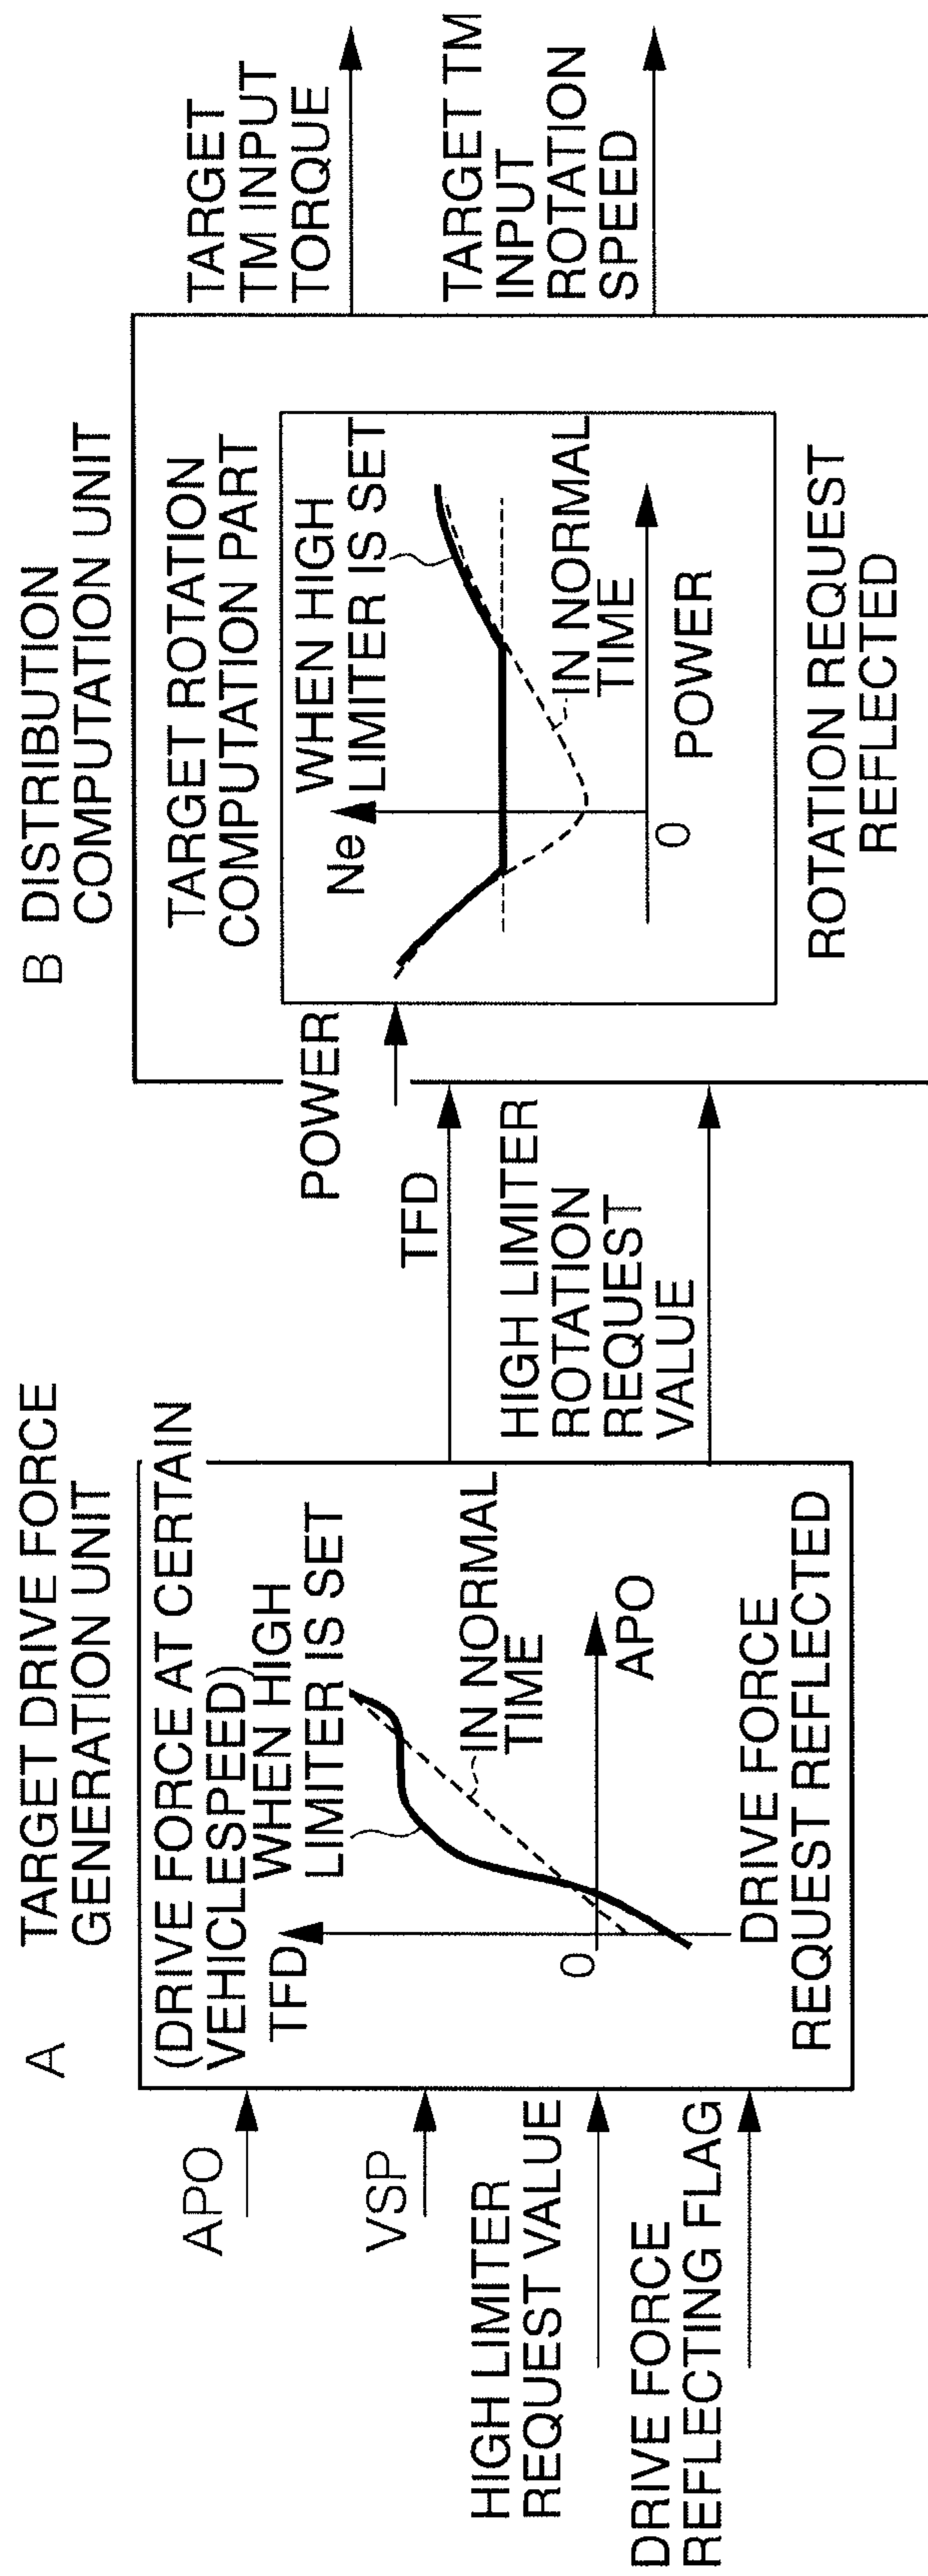 A
TARGET DRIVE FORCE
GENERATION UNIT
APO
VSP
HIGH LIMITER
REQUEST VALUE
DRIVE FORCE
REFLECTING FLAG
(DRIVE FORCE AT CERTAIN
VEHICLESPEED)
WHEN HIGH
LIMITER IS SET
TFD
IN NORMAL
TIME
0
APO
DRIVE FORCE
REQUEST REFLECTED
TFD
HIGH LIMITER
ROTATION
REQUEST
VALUE
POWER
B DISTRIBUTION
COMPUTATION UNIT
TARGET ROTATION
COMPUTATION PART
WHEN HIGH
LIMITER IS SET
Ne
IN NORMAL
TIME
0
POWER
ROTATION REQUEST
REFLECTED
TARGET
TM INPUT
TORQUE
TARGET TM
INPUT
ROTATION
SPEED